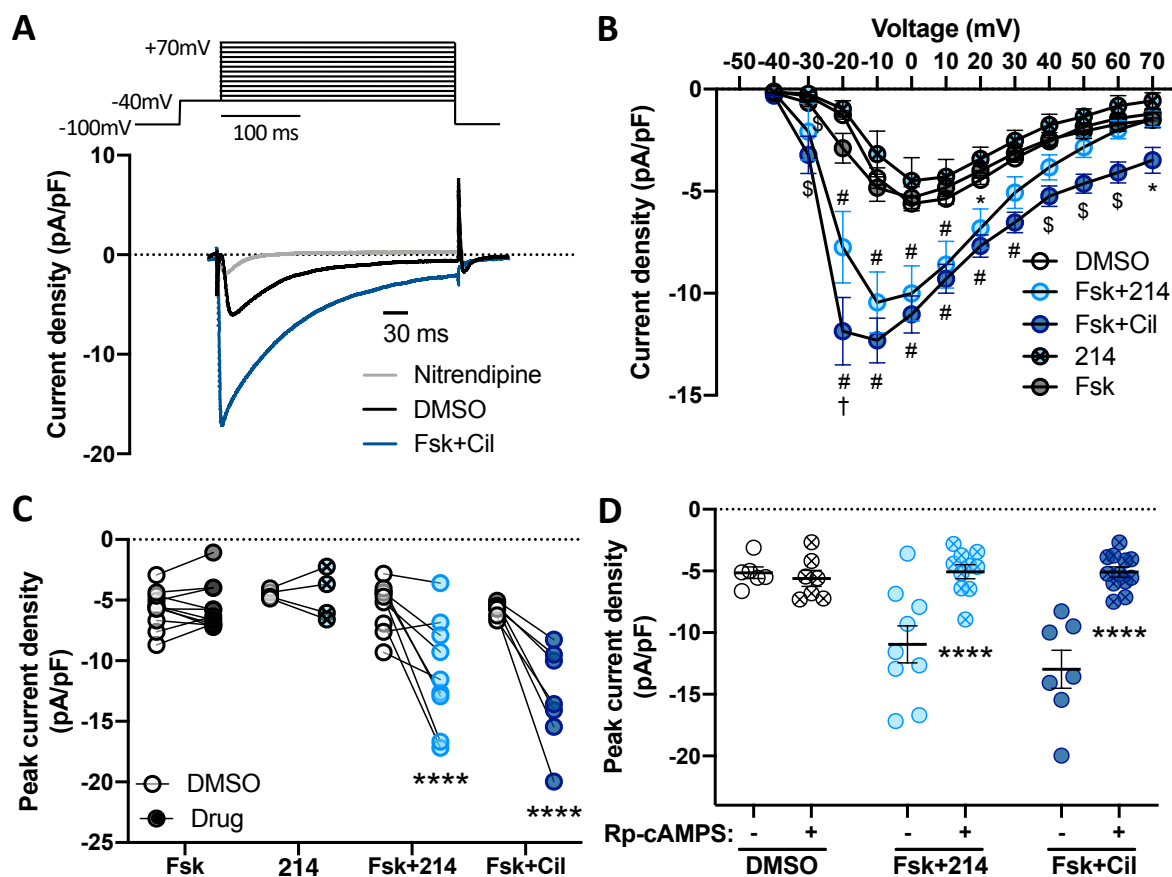 A
+70mV
-40mV
-100mV
100 ms
10
0
-10
-20
Current density (pA/pF)
30 ms
Nitrendipine
DMSO
Fsk+Cil
B
Voltage (mV)
-50 -40 -30 -20 -10 0 10 20 30 40 50 60 70
0
-5
-10
-15
Current density (pA/pF)
$
$
# # # # *
# # # # # $ $ $ *
†
DMSO
Fsk+214
Fsk+Cil
214
Fsk
C
0
-5
-10
-15
-20
-25
Peak current density
(pA/pF)
DMSO
Drug
****
****
Fsk 214 Fsk+214 Fsk+Cil
D
0
-5
-10
-15
-20
Peak current density
(pA/pF)
****
****
Rp-cAMPS: - + - + - +
DMSO Fsk+214 Fsk+Cil